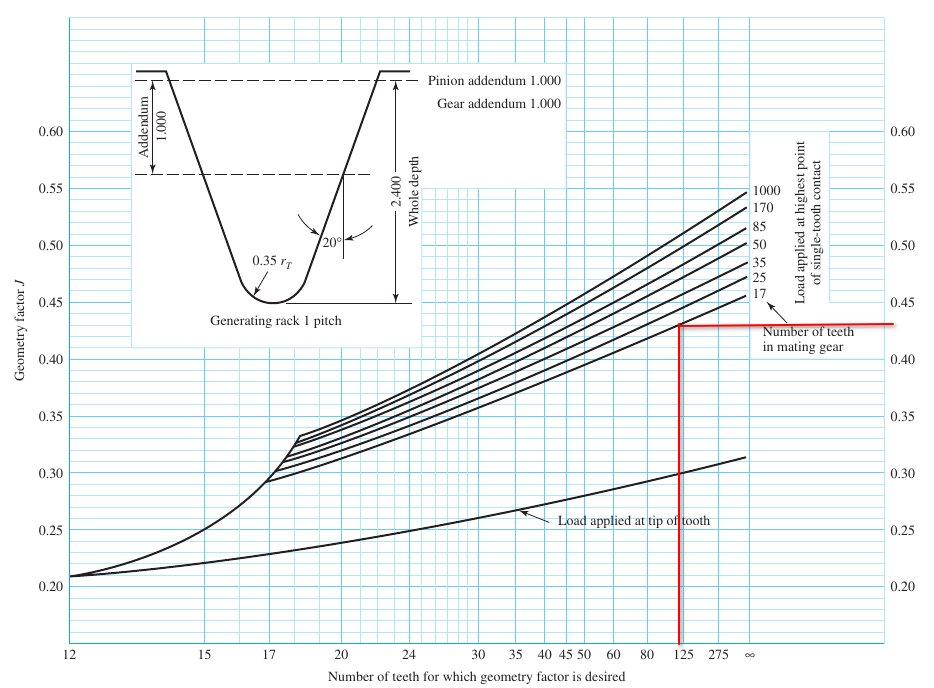 Pinion addendum 1.000
Gear addendum 1.000
Addendum
1.000
2.400
Whole depth
20°
0.35 rT
Generating rack 1 pitch
Geometry factor J
0.60
0.55
0.50
0.45
0.40
0.35
0.30
0.25
0.20
1000
170
85
50
35
25
17
Load applied at highest point
of single-tooth contact
Number of teeth
in mating gear
Load applied at tip of tooth
0.60
0.55
0.50
0.45
0.40
0.35
0.30
0.25
0.20
12 15 17 20 24 30 35 40 45 50 60 80 125 275 ∞
Number of teeth for which geometry factor is desired